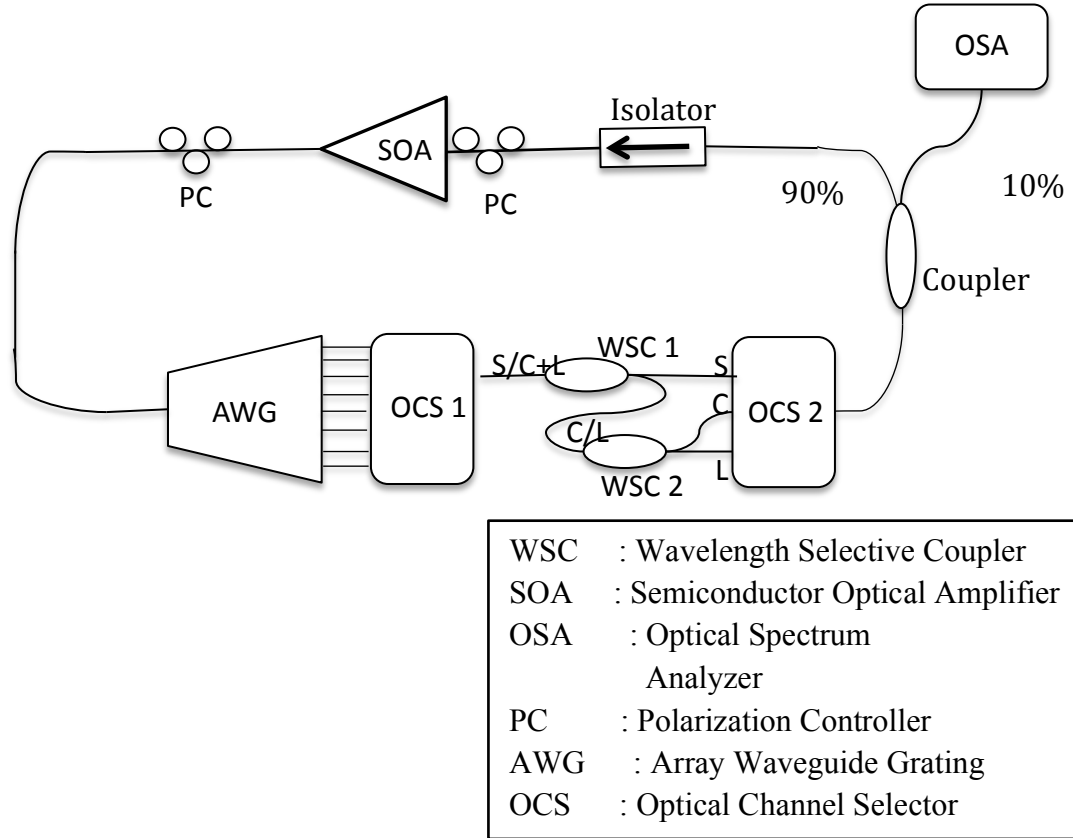 OSA
Isolator
SOA
PC
PC
90%
10%
Coupler
S/C+L
WSC 1
S
AWG
OCS 1
C
OCS 2
C/L
L
WSC 2
WSC : Wavelength Selective Coupler
SOA : Semiconductor Optical Amplifier
OSA : Optical Spectrum
Analyzer
PC : Polarization Controller
AWG : Array Waveguide Grating
OCS : Optical Channel Selector